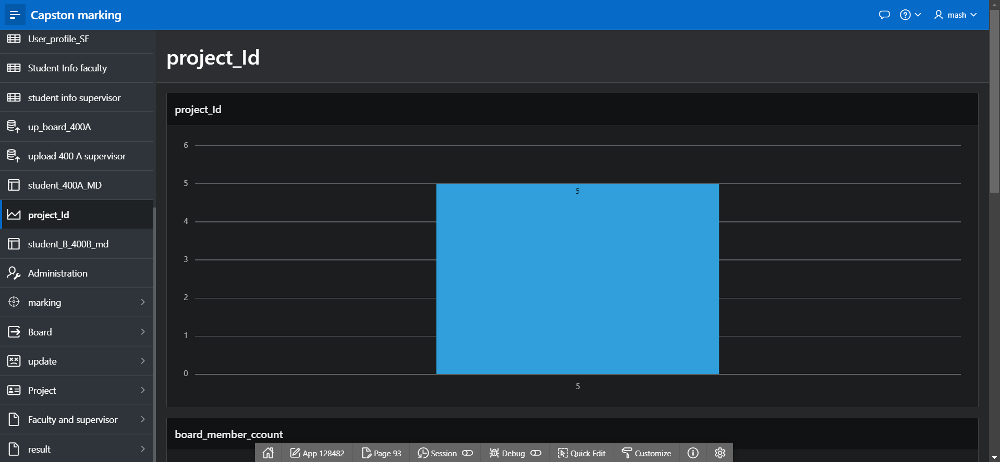 Capston marking
mash
User_profile_SF
Student Info faculty
student info supervisor
up_board_400A
upload 400 A supervisor
student_400A_MD
project_Id
student_B_400B_md
Administration
marking
Board
update
Project
Faculty and supervisor
result
project_Id
project_Id
6
5
5
4
3
2
1
0
5
board_member_ccount
App 128482
Page 93
Session
Debug
Quick Edit
Customize